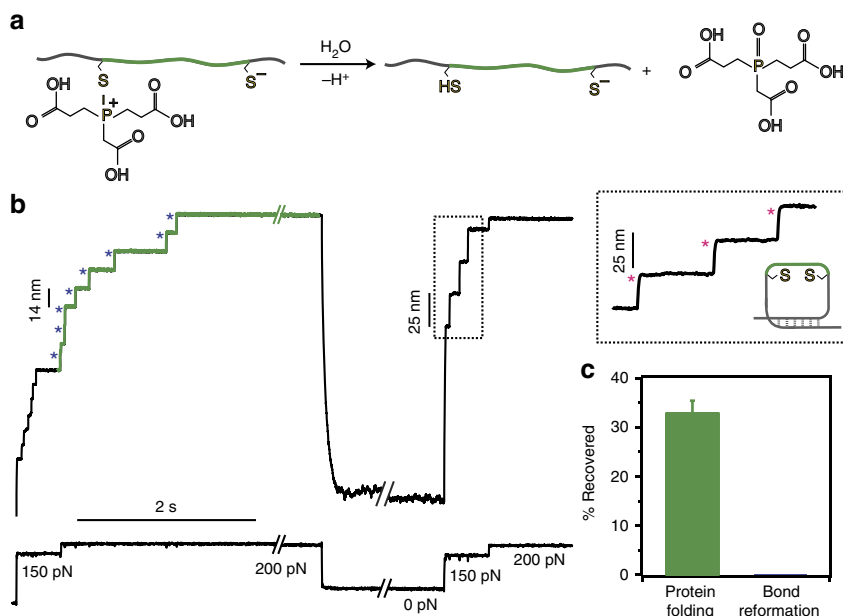 a
H₂O
–H⁺
S
S⁻
HS
S⁻
+
O
OH
P
+
O
OH
O
OH
OH
O
O
P
O
OH
O
OH
b
* * * * * * * *
14 nm
25 nm
2 s
150 pN
200 pN
0 pN
150 pN
200 pN
25 nm
* * *
S S
c
% Recovered
40
30
20
10
0
Protein folding
Bond reformation